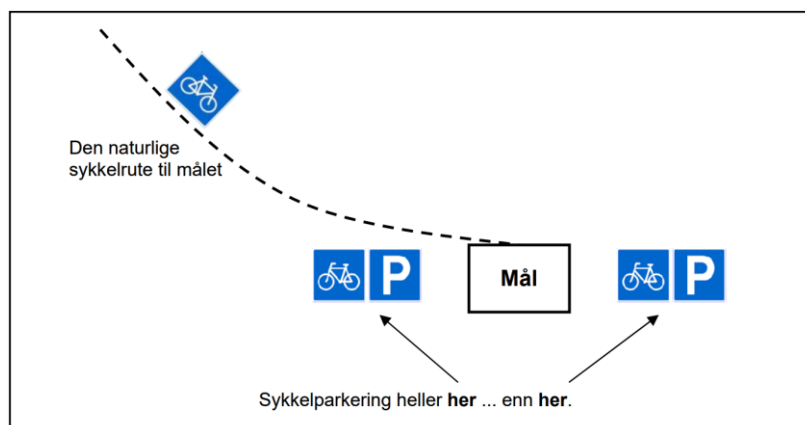 Den naturlige
sykkelrute til målet
P
Mål
P
Sykkelparkering heller her ... enn her.